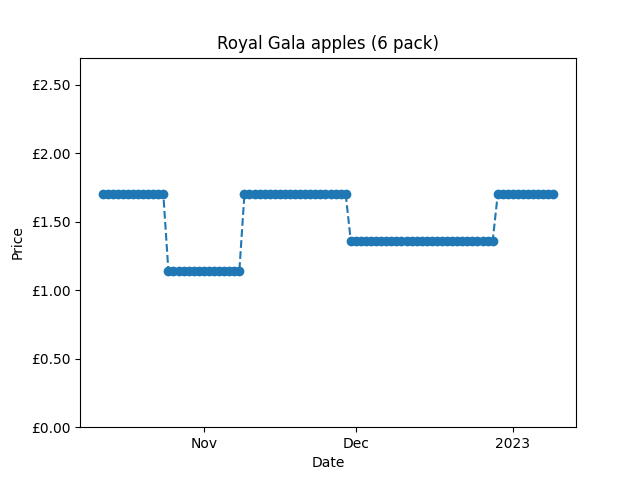 Royal Gala apples (6 pack)
£2.50
£2.00
£1.50
£1.00
£0.50
£0.00
Price
Nov Dec 2023
Date